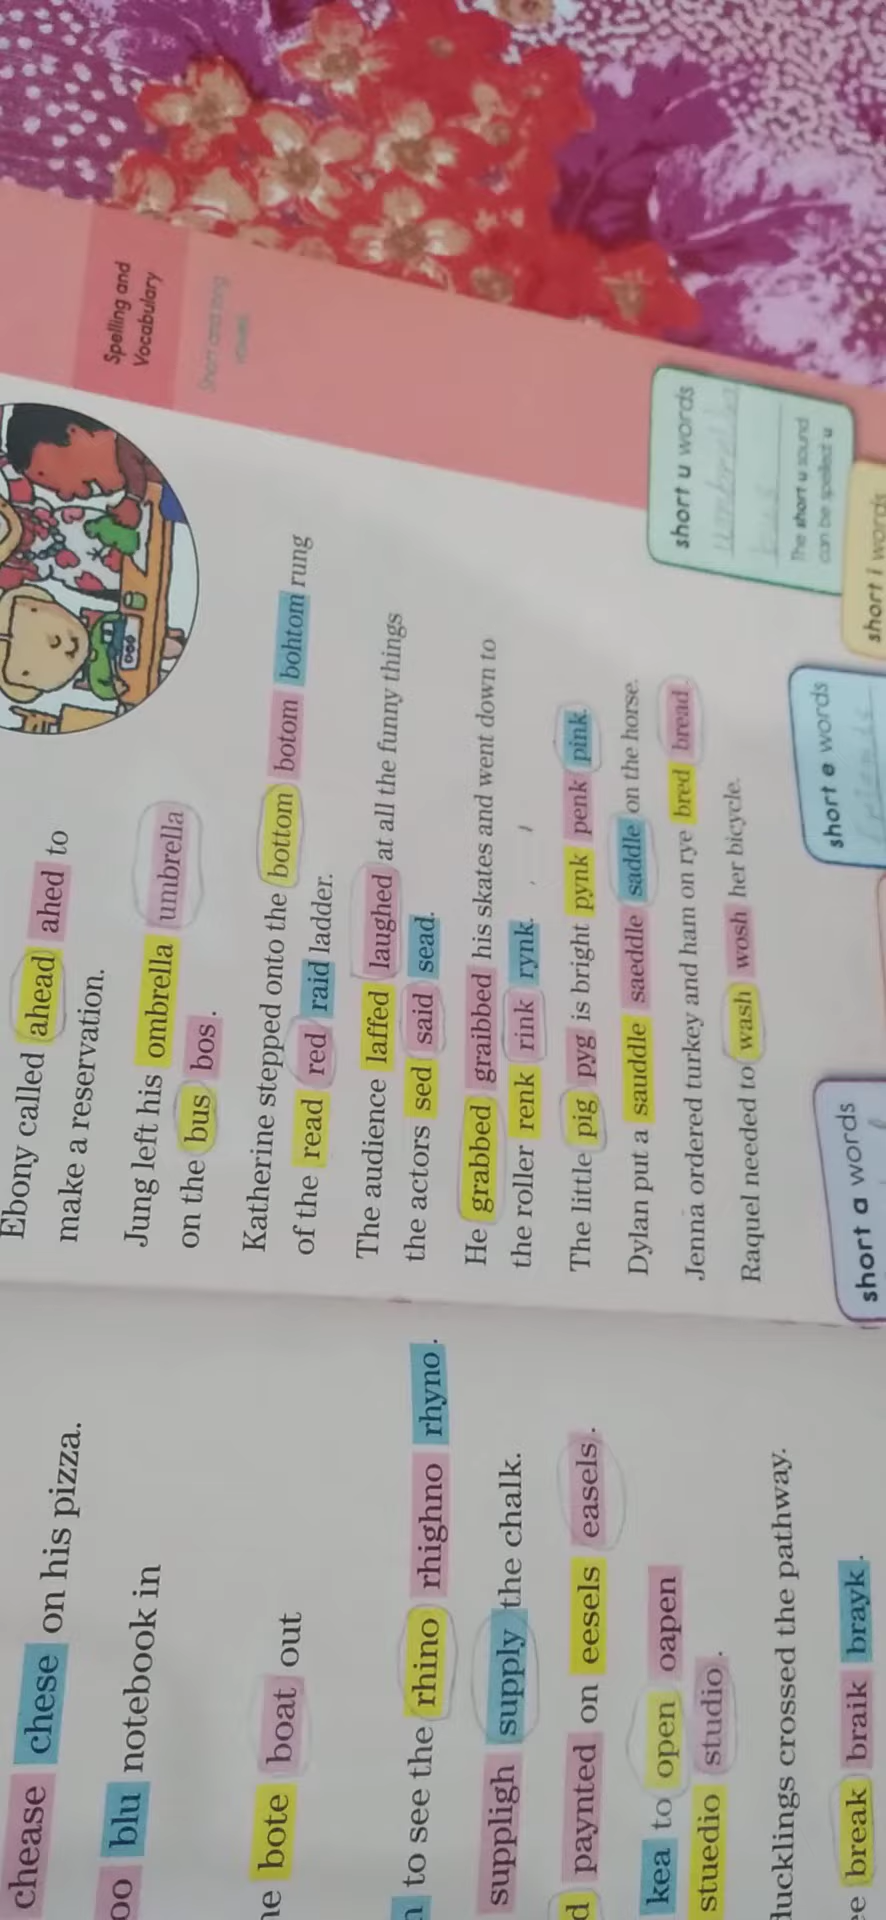 chease chese on his pizza.
oo blu notebook in
bote boat out
to see the rhino rhighno rhyno.
suppligh supply the chalk.
d paynted on eesels easels.
kea to open oapen
stuedio studio.
ducklings crossed the pathway.
break braik brayk.
Spelling and
Vocabulary
Short and long
vowels
Ebony called ahead ahed to
make a reservation.
Jung left his ombrella umbrella
on the bus bos.
Katherine stepped onto the bottom botom bohtom rung
of the read red raid ladder.
The audience laffed laughed at all the funny things
the actors sed said sead.
He grabbed graibbed his skates and went down to
the roller renk rink rynk.
The little pig pyg is bright pynk penk pink.
Dylan put a sauddle saeddle saddle on the horse.
Jenna ordered turkey and ham on rye bred bread.
Raquel needed to wash wosh her bicycle.
short a words
short e words
short i words
short u words
umbrella
bus
The short u sound
can be spelled u